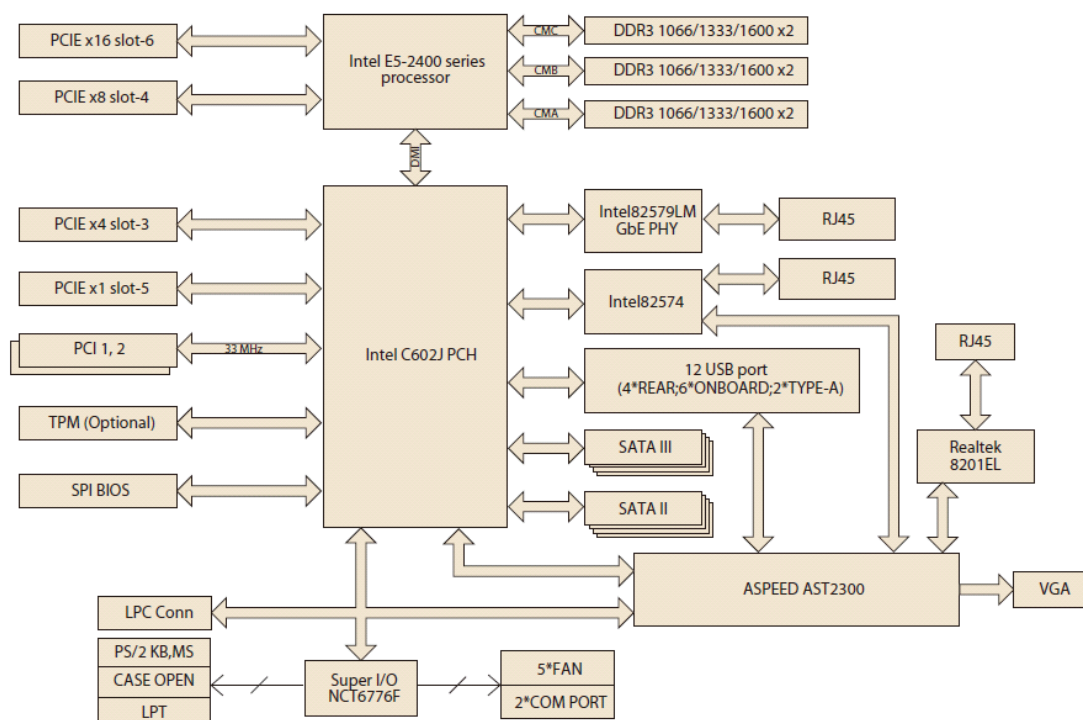 PCIE x16 slot-6
PCIE x8 slot-4
Intel E5-2400 series
processor
CMC
DDR3 1066/1333/1600 x2
CMB
DDR3 1066/1333/1600 x2
CMA
DDR3 1066/1333/1600 x2
DMI
PCIE x4 slot-3
PCIE x1 slot-5
PCI 1, 2
33 MHz
TPM (Optional)
SPI BIOS
Intel C602J PCH
Intel82579LM
GbE PHY
RJ45
Intel82574
RJ45
12 USB port
(4*REAR;6*ONBOARD;2*TYPE-A)
SATA III
SATA II
RJ45
Realtek
8201EL
ASPEED AST2300
VGA
LPC Conn
PS/2 KB,MS
CASE OPEN
LPT
Super I/O
NCT6776F
5*FAN
2*COM PORT